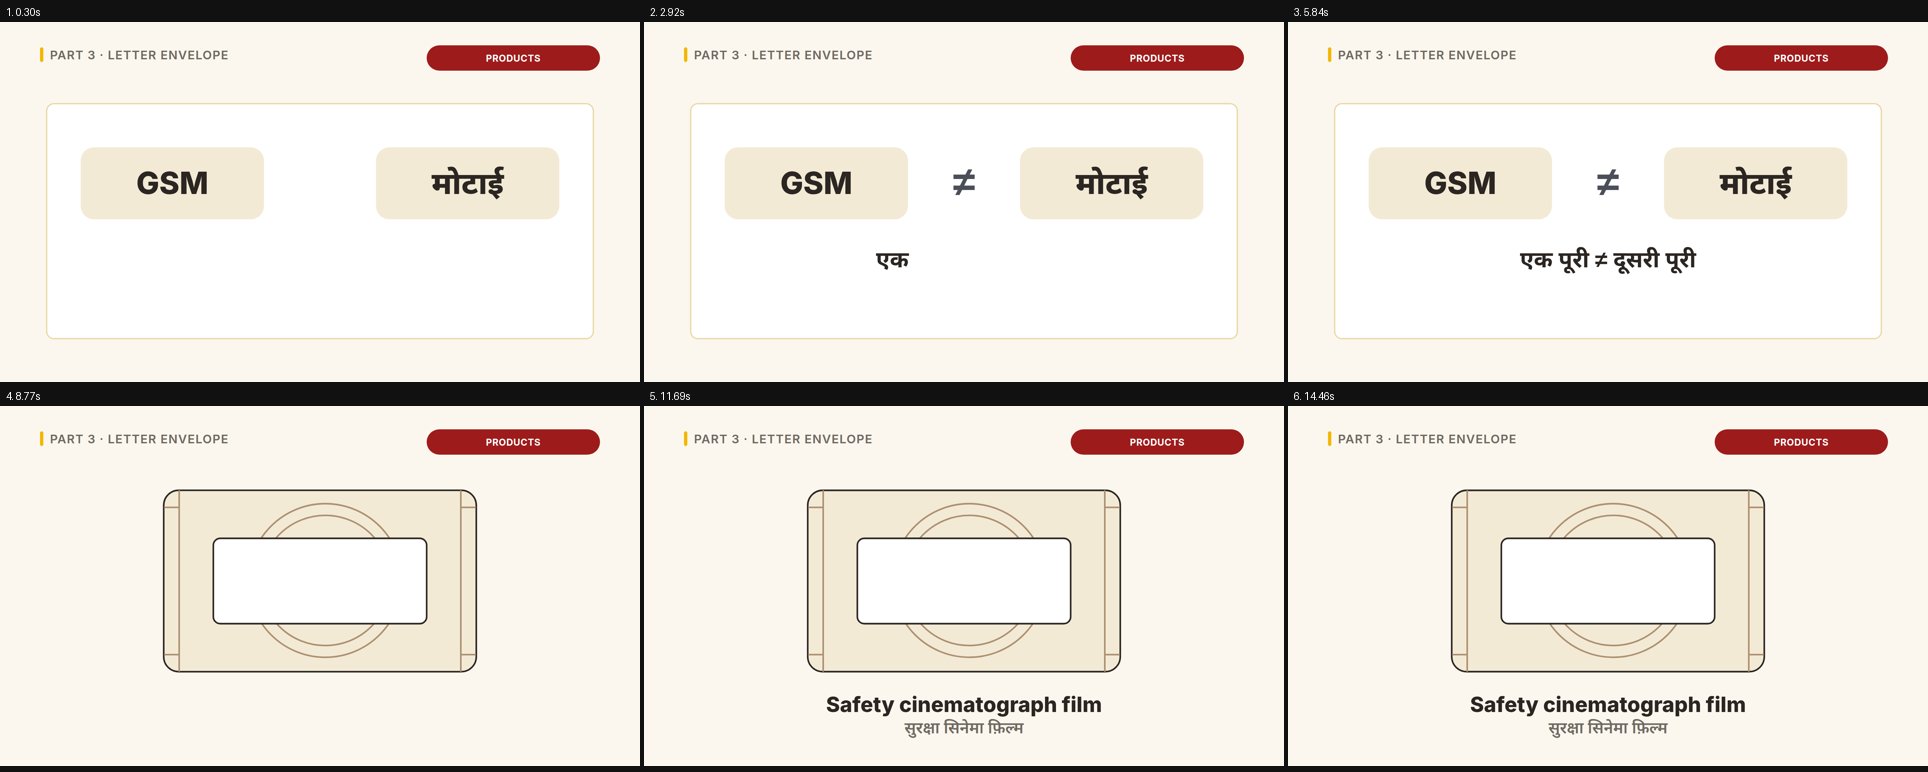 1. 0.30s
PART 3 · LETTER ENVELOPE
PRODUCTS
GSM
मोटाई
2. 2.92s
PART 3 · LETTER ENVELOPE
PRODUCTS
GSM ≠ मोटाई
एक
3. 5.84s
PART 3 · LETTER ENVELOPE
PRODUCTS
GSM ≠ मोटाई
एक पूरी ≠ दूसरी पूरी
4. 8.77s
PART 3 · LETTER ENVELOPE
PRODUCTS
5. 11.69s
PART 3 · LETTER ENVELOPE
PRODUCTS
Safety cinematograph film
सुरक्षा सिनेमा फ़िल्म
6. 14.46s
PART 3 · LETTER ENVELOPE
PRODUCTS
Safety cinematograph film
सुरक्षा सिनेमा फ़िल्म